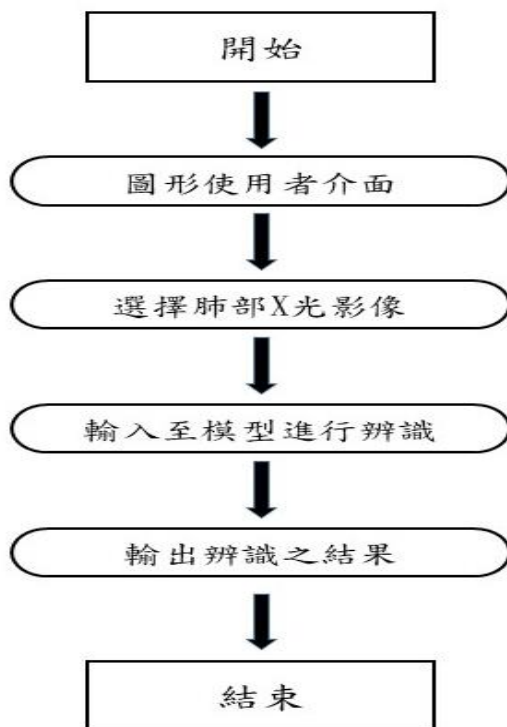 開始
圖形使用者介面
選擇肺部X光影像
輸入至模型進行辨識
輸出辨識之結果
結束